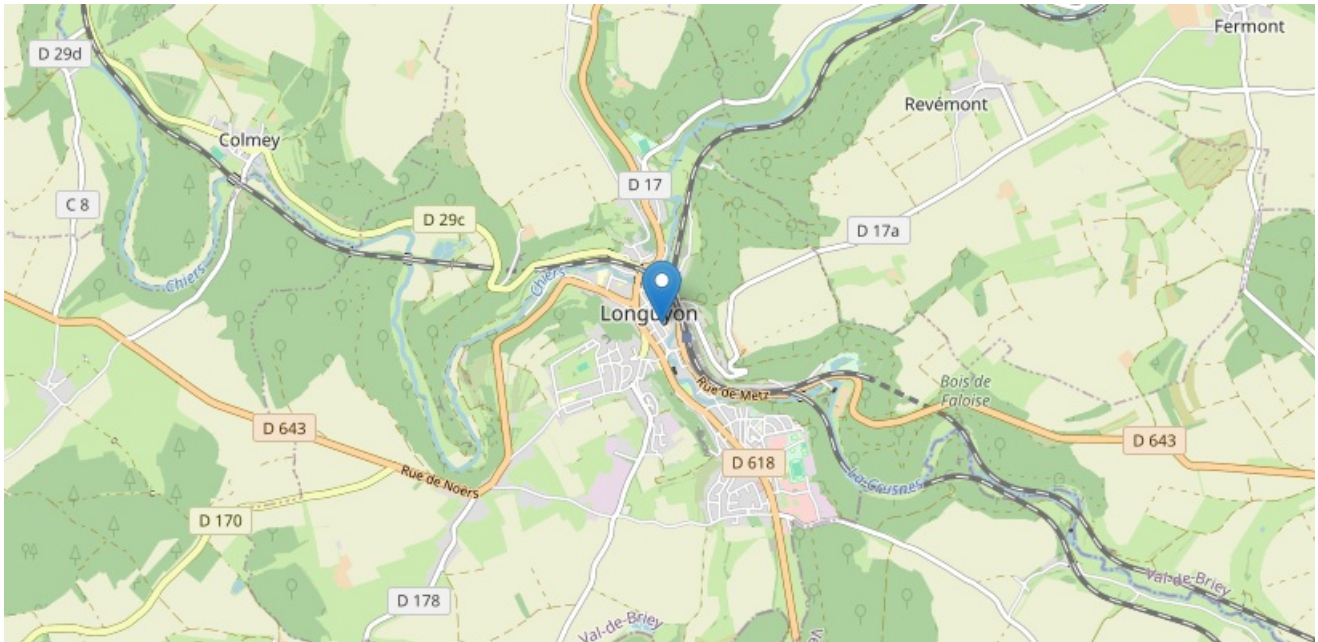 Fermont
D 29d
Revémont
Colmey
D 17
C 8
D 29c
D 17a
Chiers
Chiers
Longuyon
Rue de Metz
Bois de
Faloise
D 643
D 643
D 618
Rue de Noërs
La Crusnes
D 170
Val-de-Briey
D 178
Val-de-Briey